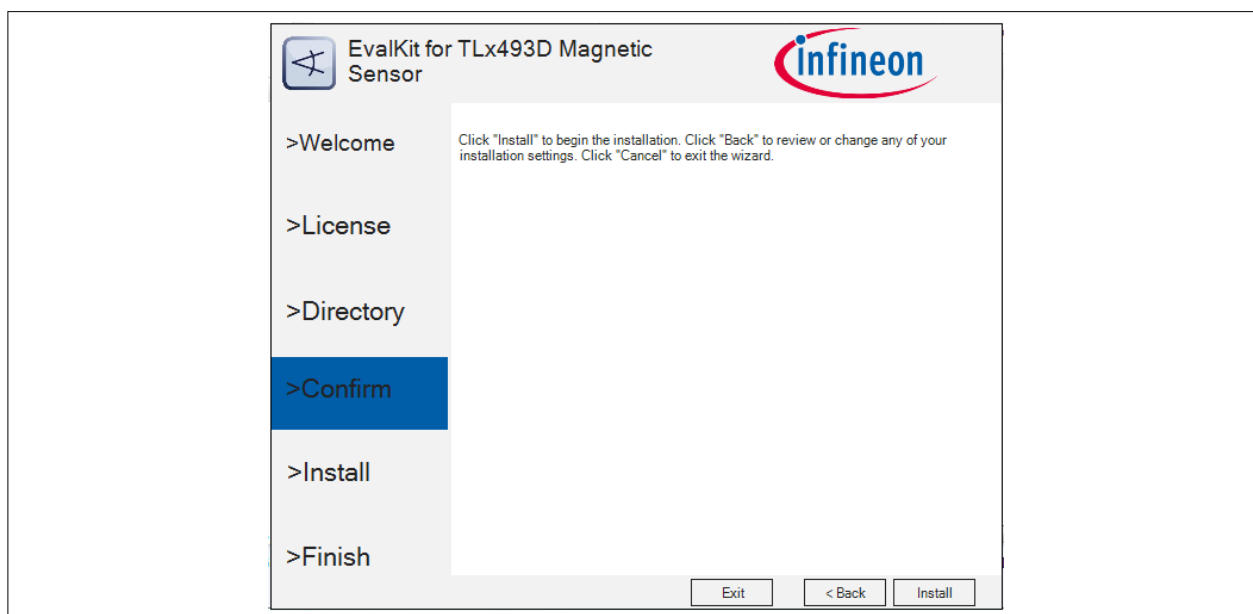 EvalKit for TLx493D Magnetic
Sensor
infineon
>Welcome
Click "Install" to begin the installation. Click "Back" to review or change any of your
installation settings. Click "Cancel" to exit the wizard.
>License
>Directory
>Confirm
>Install
>Finish
Exit
< Back
Install